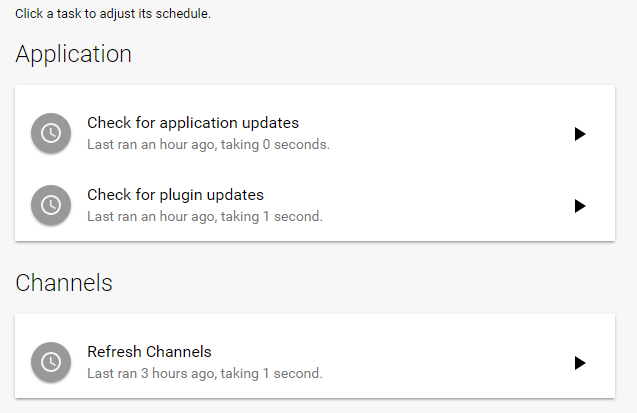 Click a task to adjust its schedule.
Application
Check for application updates
Last ran an hour ago, taking 0 seconds.
Check for plugin updates
Last ran an hour ago, taking 1 second.
Channels
Refresh Channels
Last ran 3 hours ago, taking 1 second.